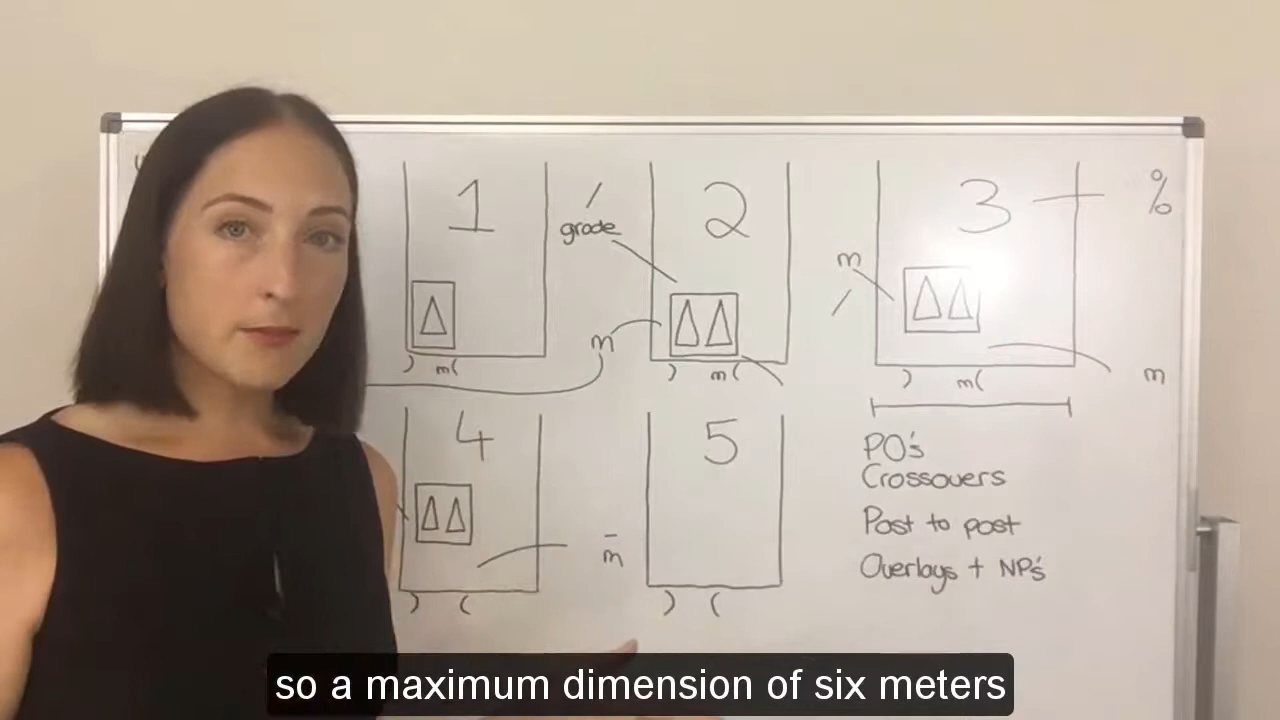 1
/
grade
2
3
%
m
m
m
) m(
) m(
) m(
4
5
m
) (
) (
PO's
Crossovers
Post to post
Overlays + NP's
so a maximum dimension of six meters